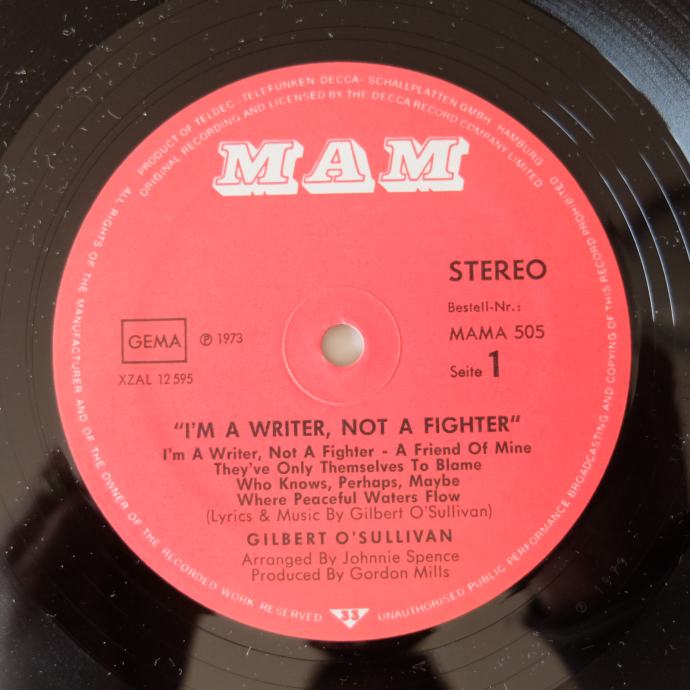 PRODUCT OF TELDEC »TELEFUNKEN-DECCA« SCHALLPLATTEN GMBH, HAMBURG
ORIGINAL RECORDING AND LICENSED BY THE DECCA RECORD COMPANY LIMITED
MAM
STEREO
Bestell-Nr.:
MAMA 505
Seite 1
GEMA
℗ 1973
XZAL 12 595
"I'M A WRITER, NOT A FIGHTER"
I'm A Writer, Not A Fighter - A Friend Of Mine
They've Only Themselves To Blame
Who Knows, Perhaps, Maybe
Where Peaceful Waters Flow
(Lyrics & Music By Gilbert O'Sullivan)
GILBERT O'SULLIVAN
Arranged By Johnnie Spence
Produced By Gordon Mills
ALL RIGHTS OF THE MANUFACTURER AND OF THE OWNER OF THE RECORDED WORK RESERVED
33
UNAUTHORISED PUBLIC PERFORMANCE BROADCASTING AND COPYING OF THIS RECORD PROHIBITED